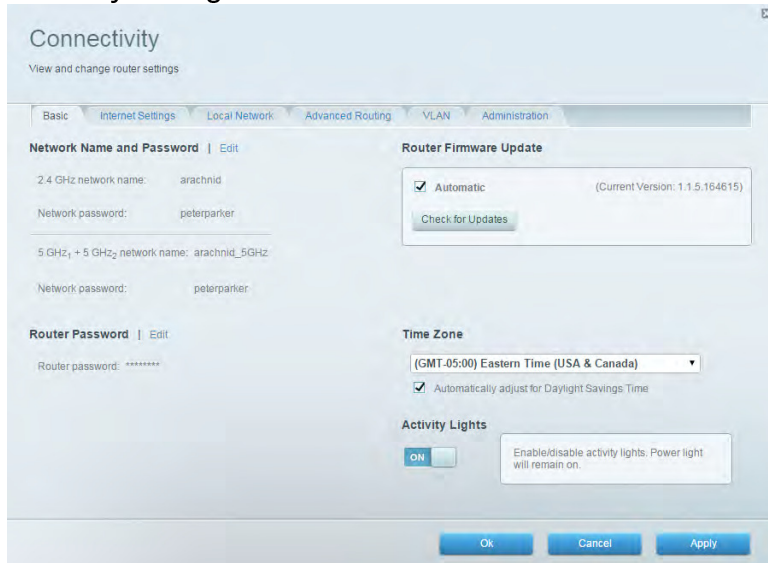 Connectivity
View and change router settings
Basic Internet Settings Local Network Advanced Routing VLAN Administration
Network Name and Password | Edit
2.4 GHz network name: arachnid
Network password: peterparker
5 GHz1 + 5 GHz2 network name: arachnid_5GHz
Network password: peterparker
Router Password | Edit
Router password: ********
Router Firmware Update
Automatic (Current Version: 1.1.5.164615)
Check for Updates
Time Zone
(GMT-05:00) Eastern Time (USA & Canada)
Automatically adjust for Daylight Savings Time
Activity Lights
ON
Enable/disable activity lights. Power light
will remain on.
Ok Cancel Apply